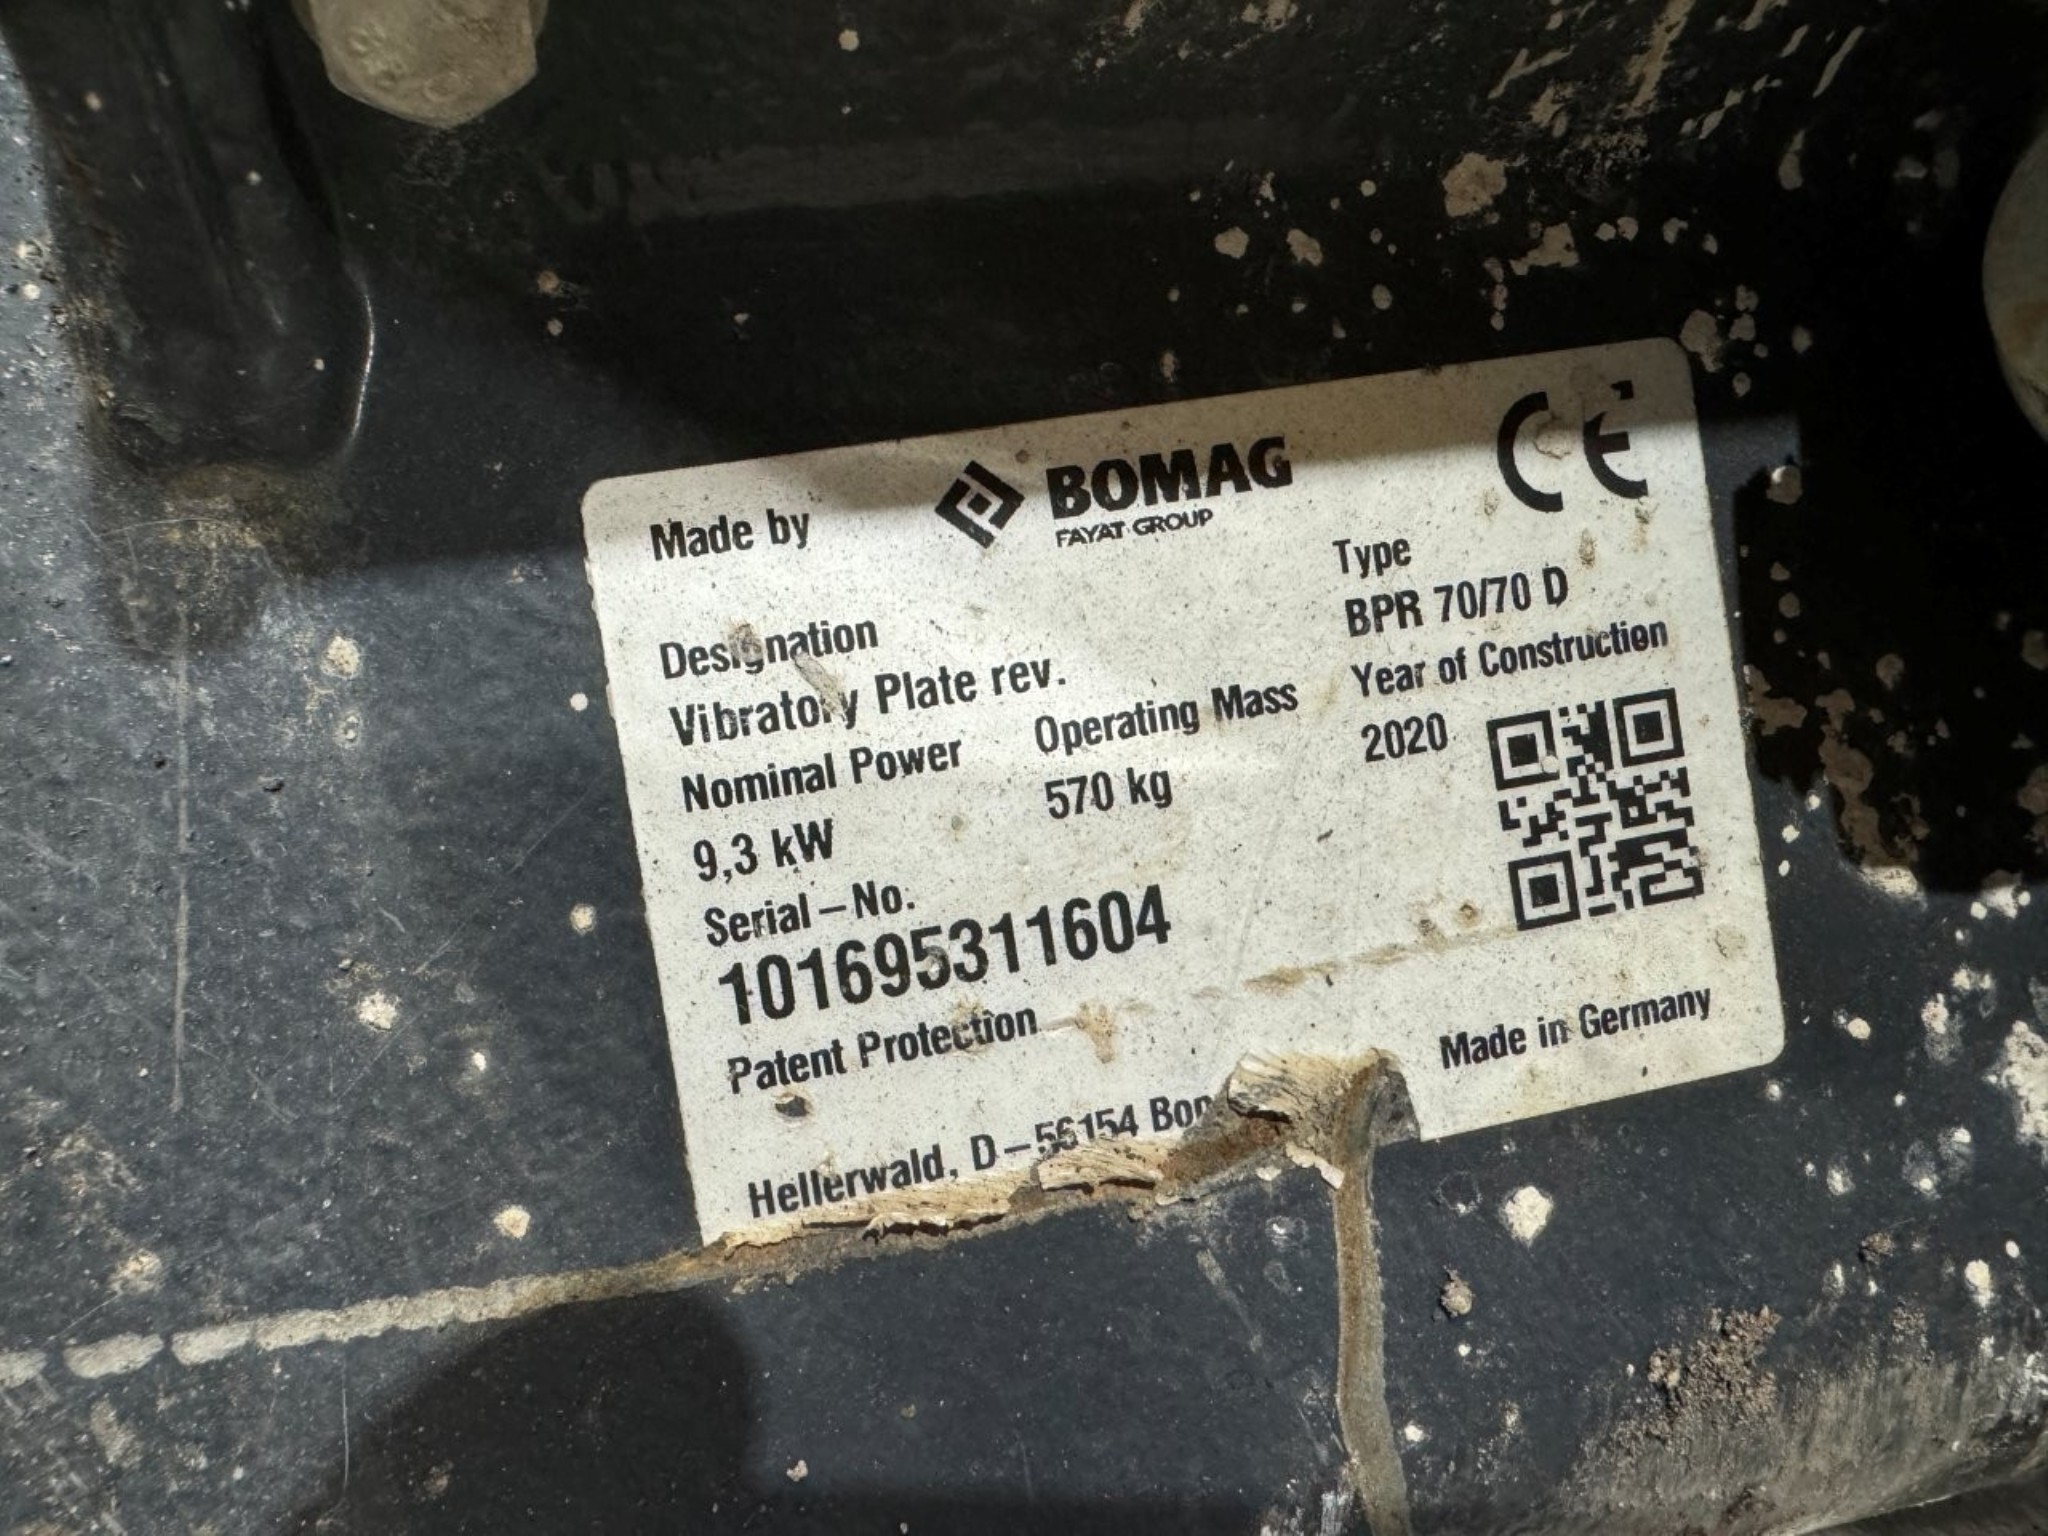 Made by
BOMAG
FAYAT GROUP
CE
Type
BPR 70/70 D
Designation
Vibratory Plate rev.
Year of Construction
2020
Nominal Power
Operating Mass
9,3 kW
570 kg
Serial-No.
101695311604
Patent Protection
Made in Germany
Hellerwald, D-56154